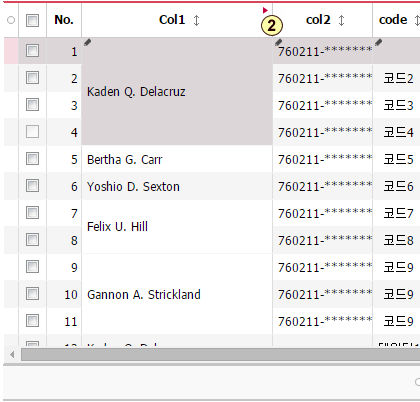 No. Col1 col2 code
2
1 760211-*******
2 760211-******* 코드2
Kaden Q. Delacruz
3 760211-******* 코드3
4 760211-******* 코드4
5 Bertha G. Carr 760211-******* 코드5
6 Yoshio D. Sexton 760211-******* 코드6
7 760211-******* 코드7
Felix U. Hill
8 760211-******* 코드8
9 760211-******* 코드9
10 Gannon A. Strickland 760211-******* 코드9
11 760211-******* 코드9